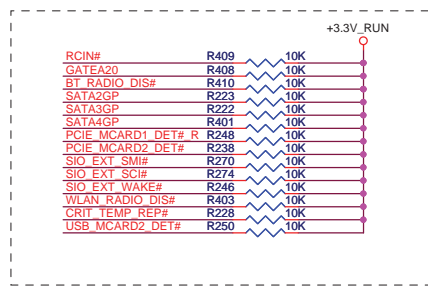 +3.3V_RUN
RCIN# R409 10K
GATEA20 R408 10K
BT_RADIO_DIS# R410 10K
SATA2GP R223 10K
SATA3GP R222 10K
SATA4GP R401 10K
PCIE_MCARD1_DET#_R R248 10K
PCIE_MCARD2_DET# R238 10K
SIO_EXT_SMI# R270 10K
SIO_EXT_SCI# R274 10K
SIO_EXT_WAKE# R246 10K
WLAN_RADIO_DIS# R403 10K
CRIT_TEMP_REP# R228 10K
USB_MCARD2_DET# R250 10K